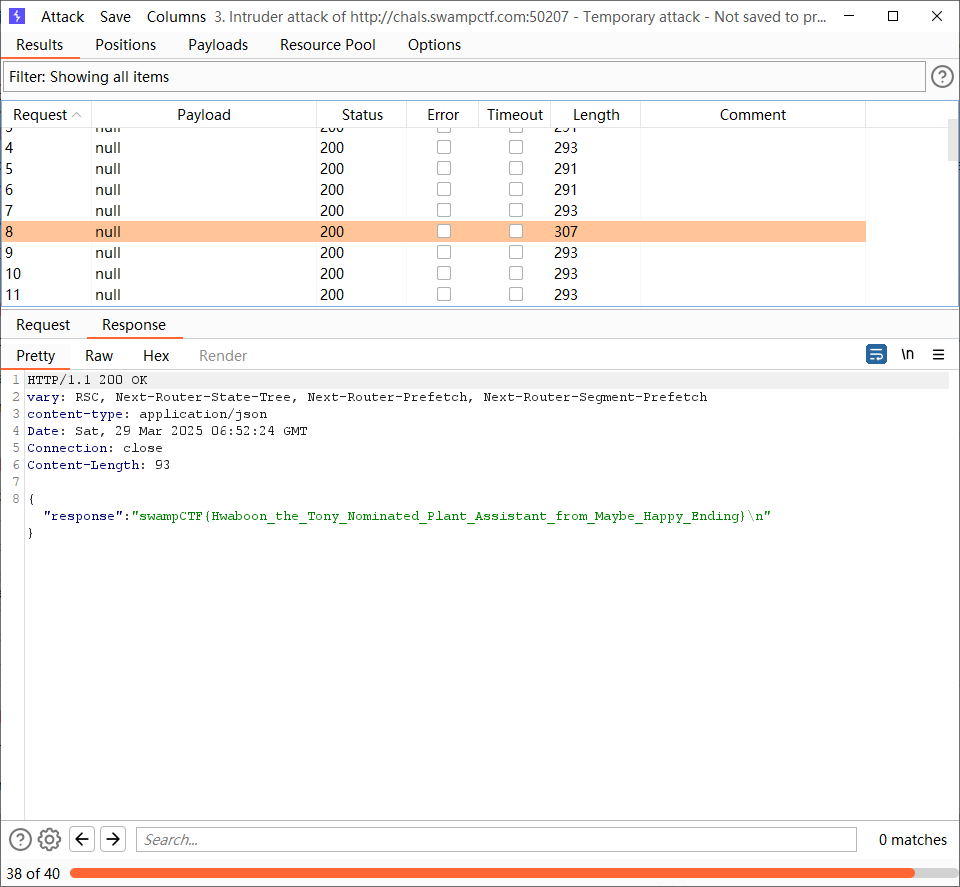 Attack Save Columns 3. Intruder attack of http://chals.swampctf.com:50207 - Temporary attack - Not saved to pr...
Results Positions Payloads Resource Pool Options
Filter: Showing all items
Request Payload Status Error Timeout Length Comment
3 null 200 291
4 null 200 293
5 null 200 291
6 null 200 291
7 null 200 293
8 null 200 307
9 null 200 293
10 null 200 293
11 null 200 293
Request Response
Pretty Raw Hex Render \n
1 HTTP/1.1 200 OK
2 vary: RSC, Next-Router-State-Tree, Next-Router-Prefetch, Next-Router-Segment-Prefetch
3 content-type: application/json
4 Date: Sat, 29 Mar 2025 06:52:24 GMT
5 Connection: close
6 Content-Length: 93
7
8 {
"response":"swampCTF{Hwaboon_the_Tony_Nominated_Plant_Assistant_from_Maybe_Happy_Ending}\n"
}
Search... 0 matches
38 of 40